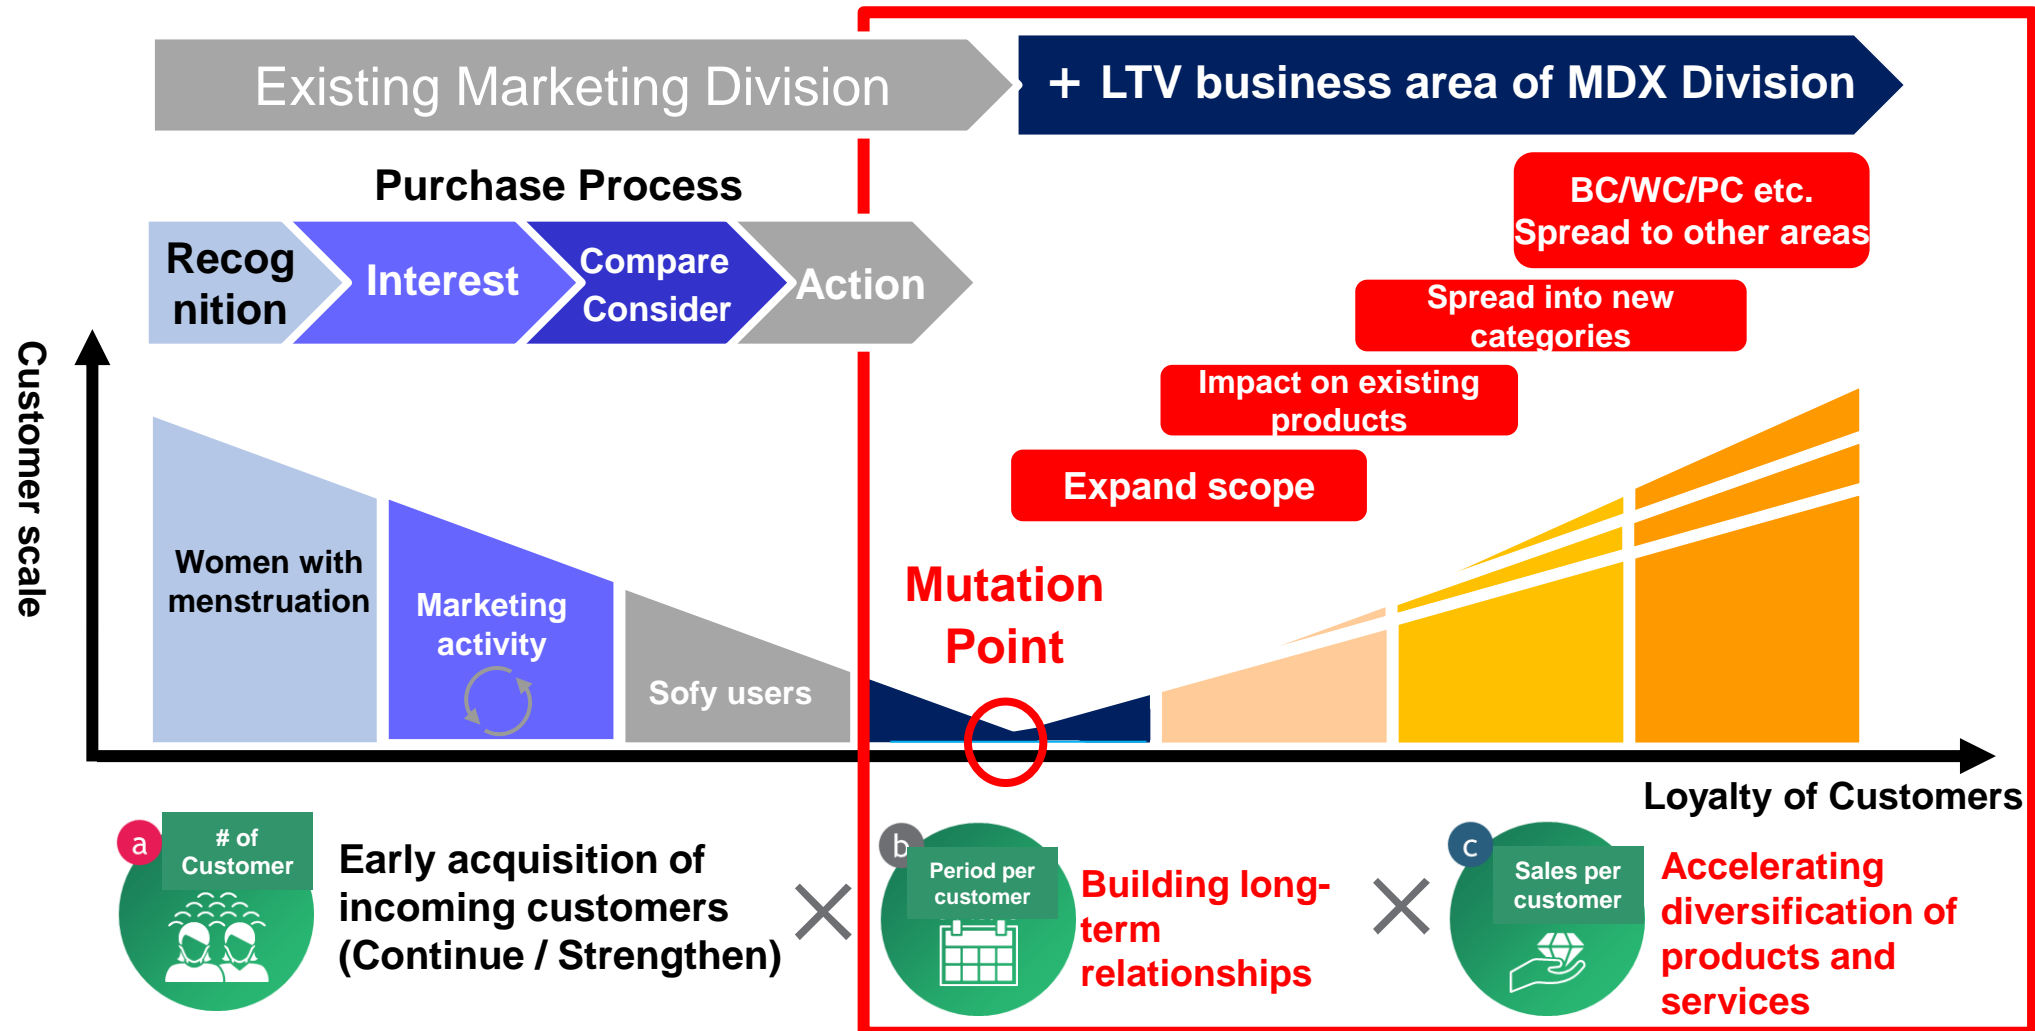 Existing Marketing Division
+ LTV business area of MDX Division
Purchase Process
Recog
nition
Interest
Compare
Consider
Action
BC/WC/PC etc.
Spread to other areas
Spread into new
categories
Impact on existing
products
Expand scope
Customer scale
Women with
menstruation
Marketing
activity
Sofy users
Mutation
Point
Loyalty of Customers
a
# of
Customer
Early acquisition of
incoming customers
(Continue / Strengthen)
×
b
Period per
customer
Building long-
term
relationships
×
c
Sales per
customer
Accelerating
diversification of
products and
services